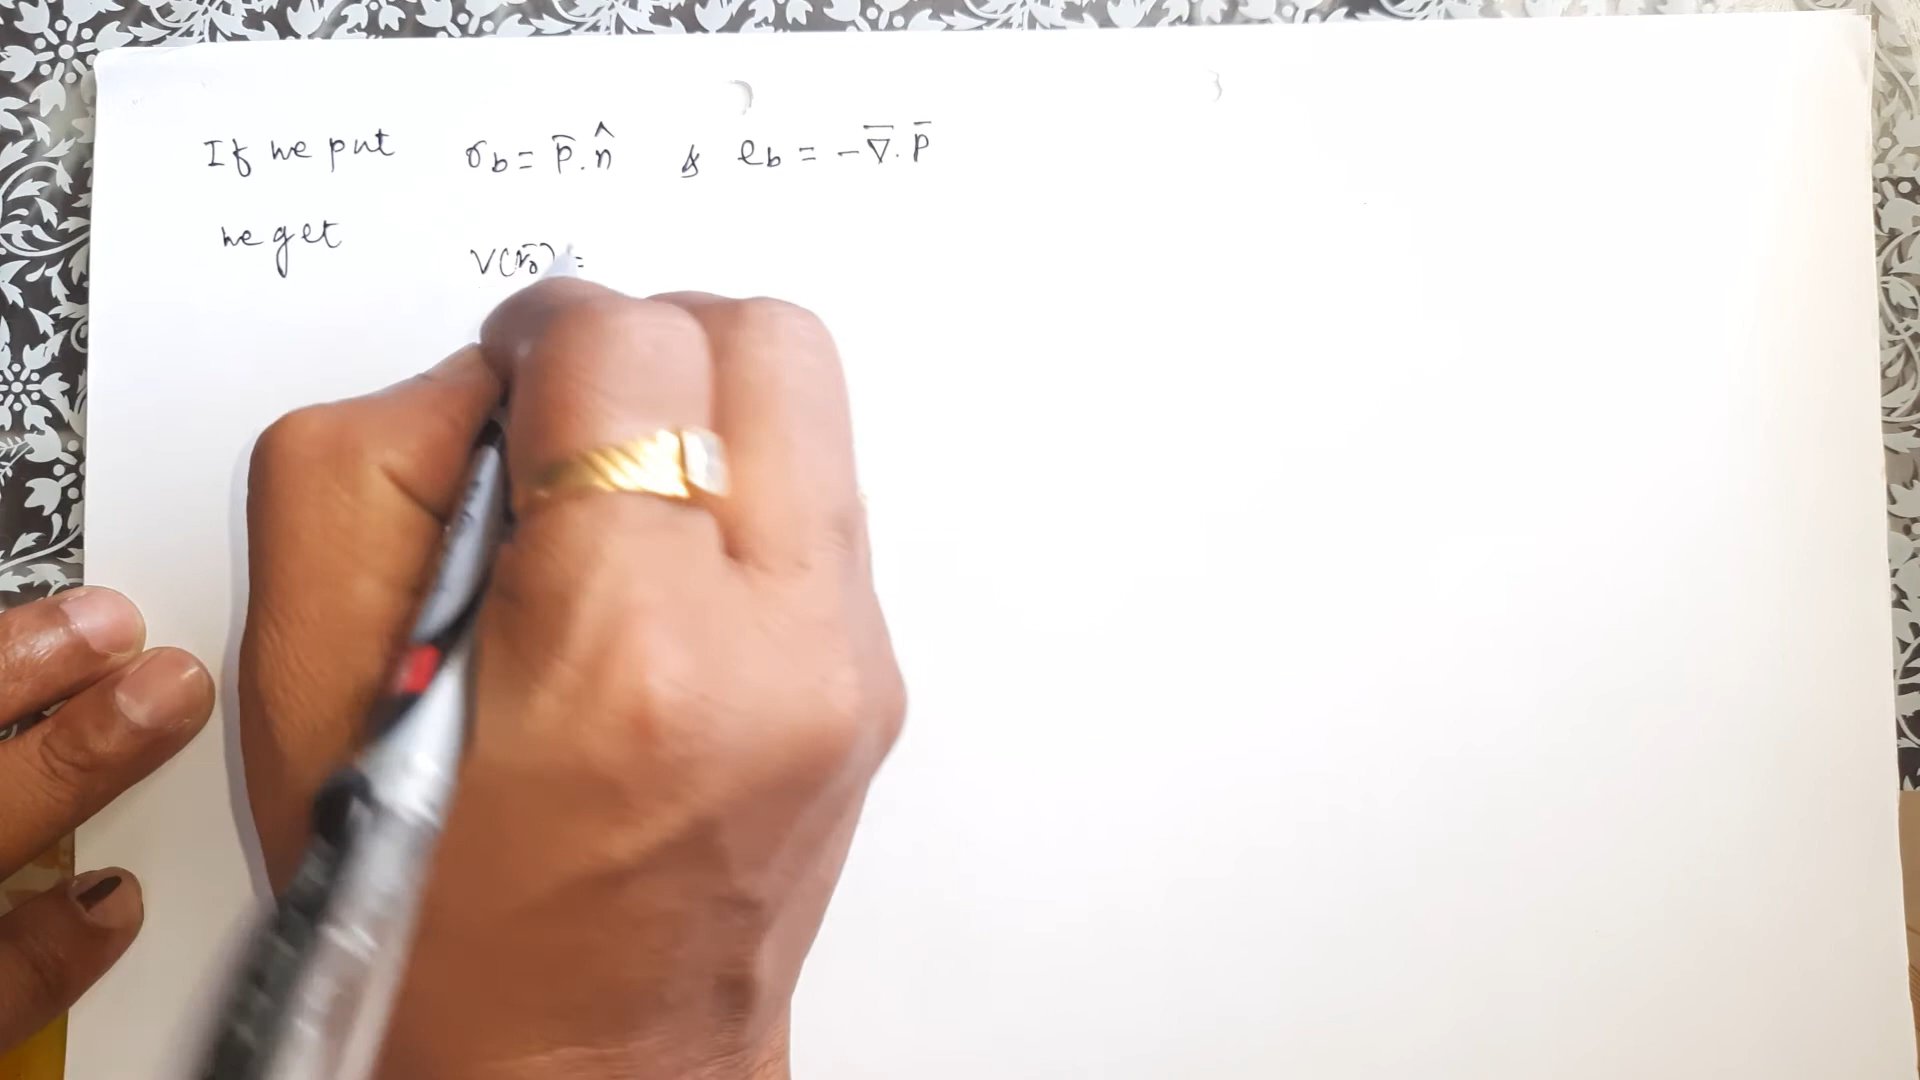 If we put σb = p̄.n̂ & ρb = -∇̄.p̄
we get V(r̄0) =